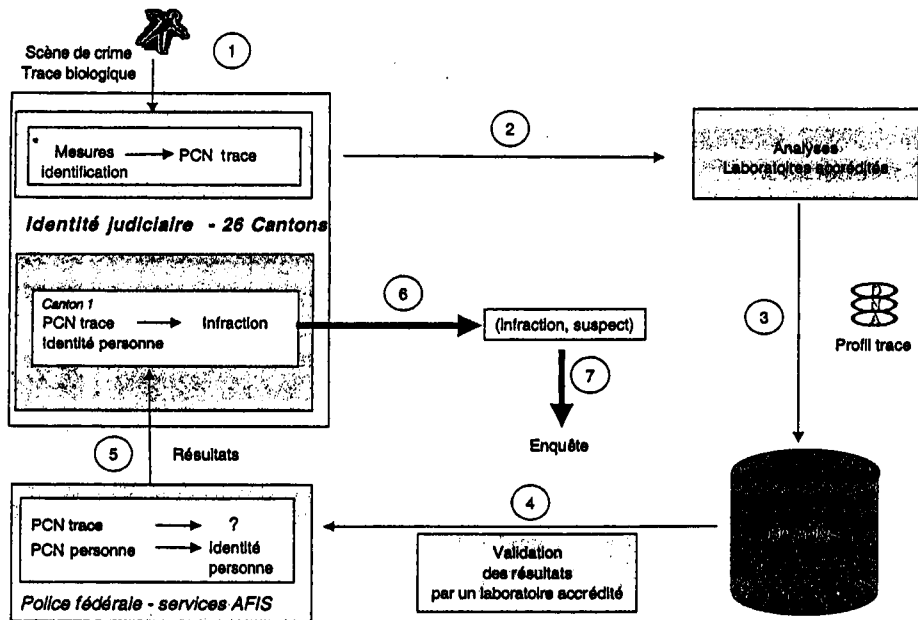 Scène de crime
Trace biologique
1
Mesures identification → PCN trace
2
Analyses
Laboratoires accrédités
Identité judiciaire - 26 Cantons
Canton 1
PCN trace → Infraction
Identité personne
6
(Infraction, suspect)
3
DNA
Profil trace
7
Enquête
5
Résultats
4
PCN trace → ?
PCN personne → Identité personne
Validation
des résultats
par un laboratoire accrédité
Police fédérale - services AFIS